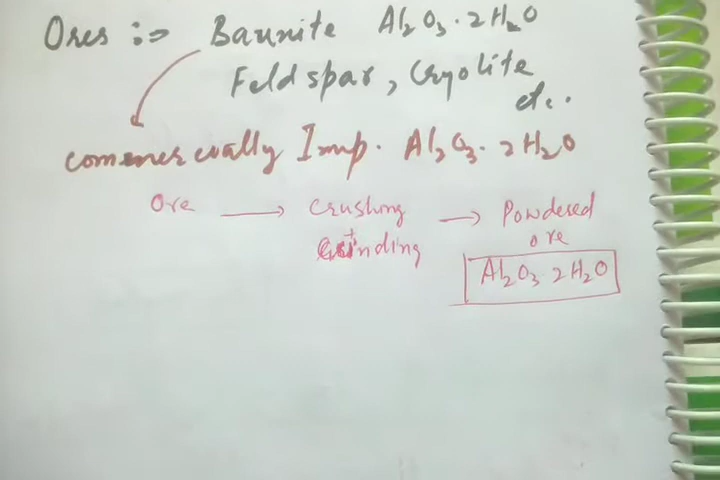 Ores :=> Bauxite Al2O3·2H2O
Feldspar, Cryolite
etc..
commercially Imp. Al2O3·2H2O
Ore → Crushing → Powdered
+ ore
Grinding
Al2O3 2H2O